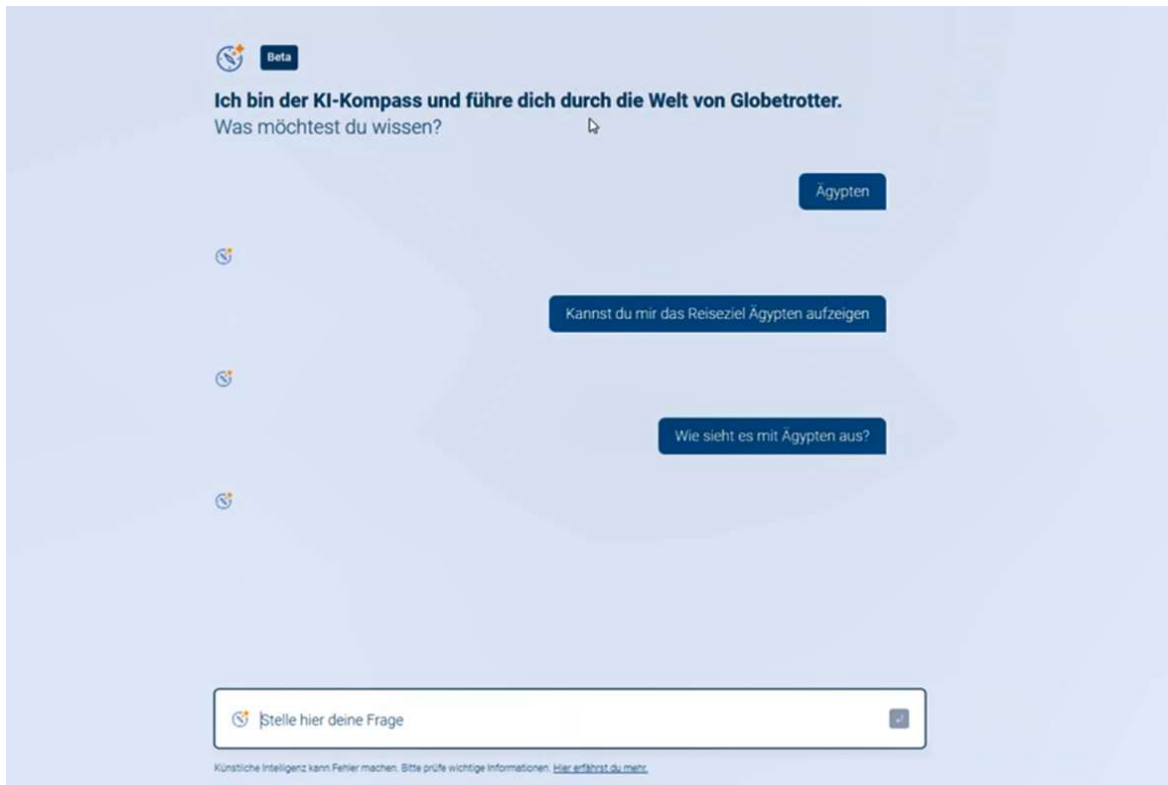 Beta
Ich bin der KI-Kompass und führe dich durch die Welt von Globetrotter.
Was möchtest du wissen?
Ägypten
Kannst du mir das Reiseziel Ägypten aufzeigen
Wie sieht es mit Ägypten aus?
Stelle hier deine Frage
Künstliche Intelligenz kann Fehler machen. Bitte prüfe wichtige Informationen. Hier erfährst du mehr.